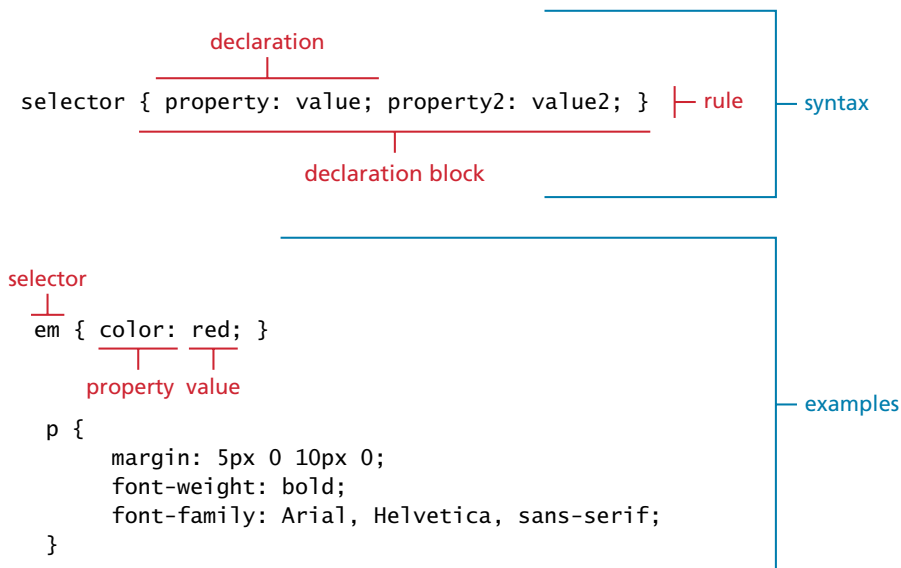 declaration
selector { property: value; property2: value2; }
rule
syntax
declaration block
selector
em { color: red; }
property value
examples
p {
margin: 5px 0 10px 0;
font-weight: bold;
font-family: Arial, Helvetica, sans-serif;
}